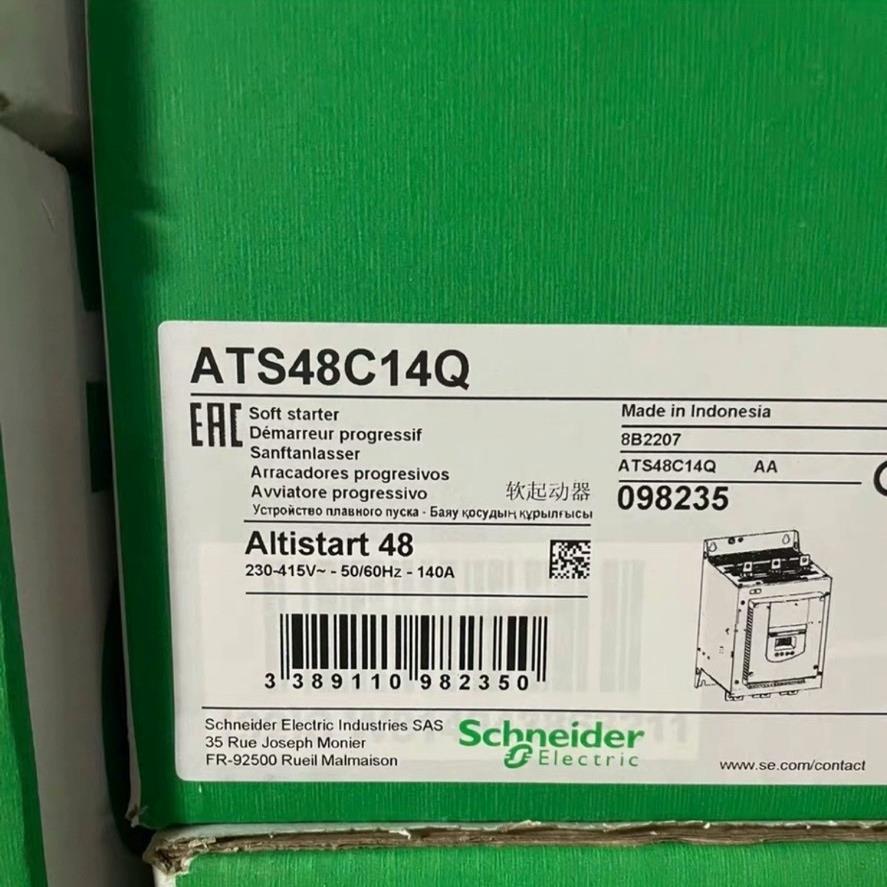 ATS48C14Q
EAC
Soft starter
Démarreur progressif
Sanftanlasser
Arracadores progresivos
Avviatore progressivo
软起动器
Устройство плавного пуска - Баяу қосудың құрылғысы
Altistart 48
230-415V~ - 50/60Hz - 140A
3 389110 982350
Made in Indonesia
8B2207
ATS48C14Q AA
098235
Schneider Electric Industries SAS
35 Rue Joseph Monier
FR-92500 Rueil Malmaison
Schneider
Electric
www.se.com/contact